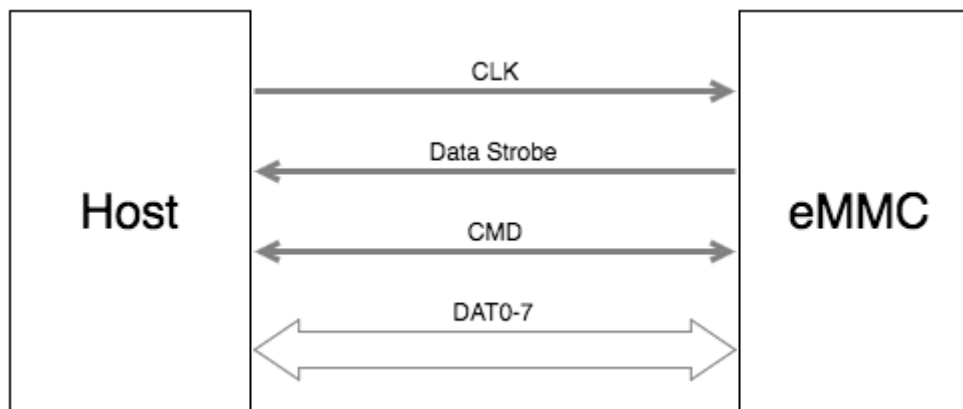 CLK
Data Strobe
Host
eMMC
CMD
DAT0-7